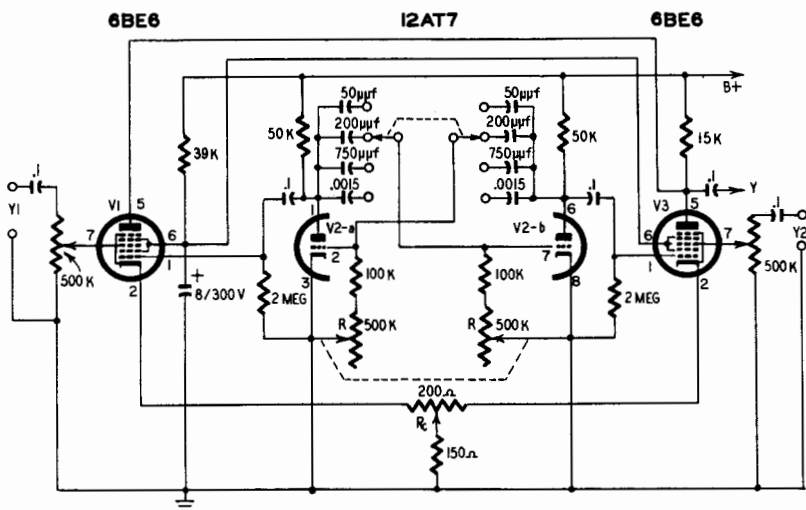 6BE6 12AT7 6BE6
B+
50µµf 50µµf
50K 200µµf 200µµf 50K 15K
39K
750µµf 750µµf
.1 .0015 .0015 .1 .1 Y
Y1 V1 5 1 6 V3 5 .1 Y2
7 6 V2-a 2 V2-b 7 6 7
1 3 8 1
500K 2 100K 100K 2 500K
+
8/300 V 2 MEG R 500K R 500K 2 MEG
200Ω
Rc
150Ω